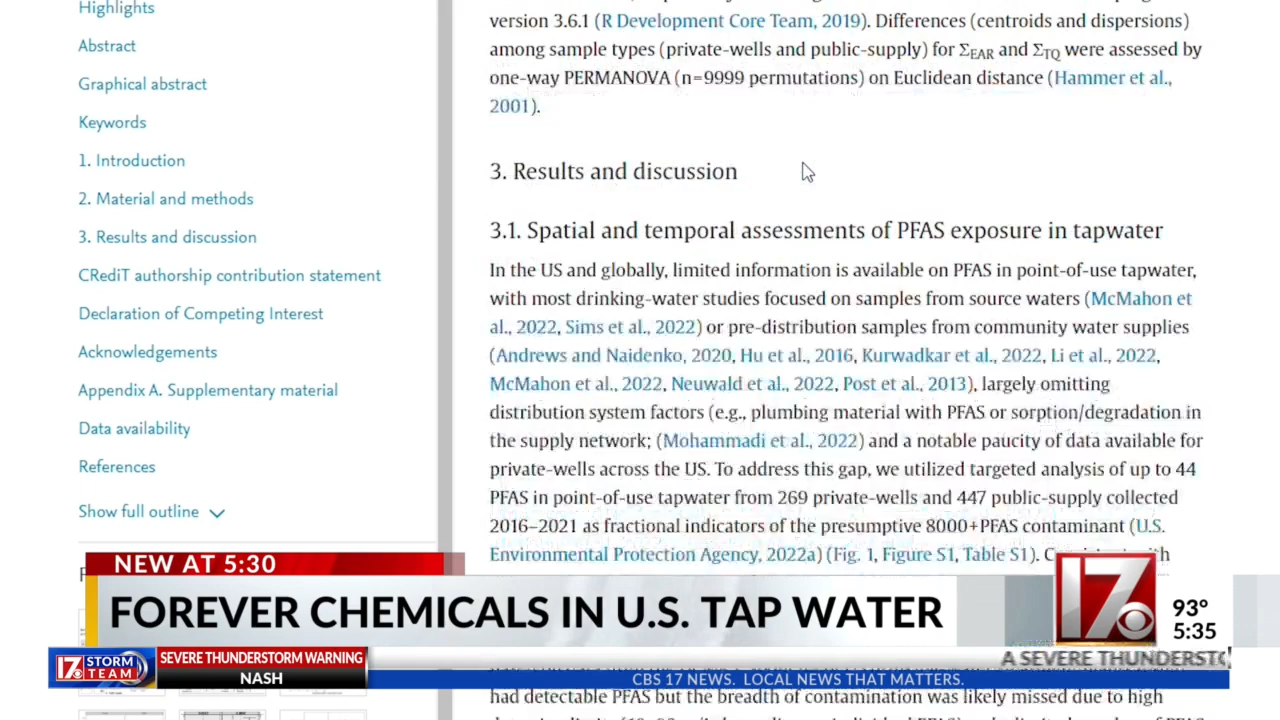 Highlights
Abstract
Graphical abstract
Keywords
1. Introduction
2. Material and methods
3. Results and discussion
CRediT authorship contribution statement
Declaration of Competing Interest
Acknowledgements
Appendix A. Supplementary material
Data availability
References
Show full outline
version 3.6.1 (R Development Core Team, 2019). Differences (centroids and dispersions)
among sample types (private-wells and public-supply) for ΣEAR and ΣTQ were assessed by
one-way PERMANOVA (n=9999 permutations) on Euclidean distance (Hammer et al.,
2001).
3. Results and discussion
3.1. Spatial and temporal assessments of PFAS exposure in tapwater
In the US and globally, limited information is available on PFAS in point-of-use tapwater,
with most drinking-water studies focused on samples from source waters (McMahon et
al., 2022, Sims et al., 2022) or pre-distribution samples from community water supplies
(Andrews and Naidenko, 2020, Hu et al., 2016, Kurwadkar et al., 2022, Li et al., 2022,
McMahon et al., 2022, Neuwald et al., 2022, Post et al., 2013), largely omitting
distribution system factors (e.g., plumbing material with PFAS or sorption/degradation in
the supply network; (Mohammadi et al., 2022) and a notable paucity of data available for
private-wells across the US. To address this gap, we utilized targeted analysis of up to 44
PFAS in point-of-use tapwater from 269 private-wells and 447 public-supply collected
2016–2021 as fractional indicators of the presumptive 8000+PFAS contaminant (U.S.
Environmental Protection Agency, 2022a) (Fig. 1, Figure S1, Table S1).
NEW AT 5:30
FOREVER CHEMICALS IN U.S. TAP WATER
17
93°
5:35
17 STORM TEAM
SEVERE THUNDERSTORM WARNING
NASH
A SEVERE THUNDERSTO
CBS 17 NEWS. LOCAL NEWS THAT MATTERS.
had detectable PFAS but the breadth of contamination was likely missed due to high